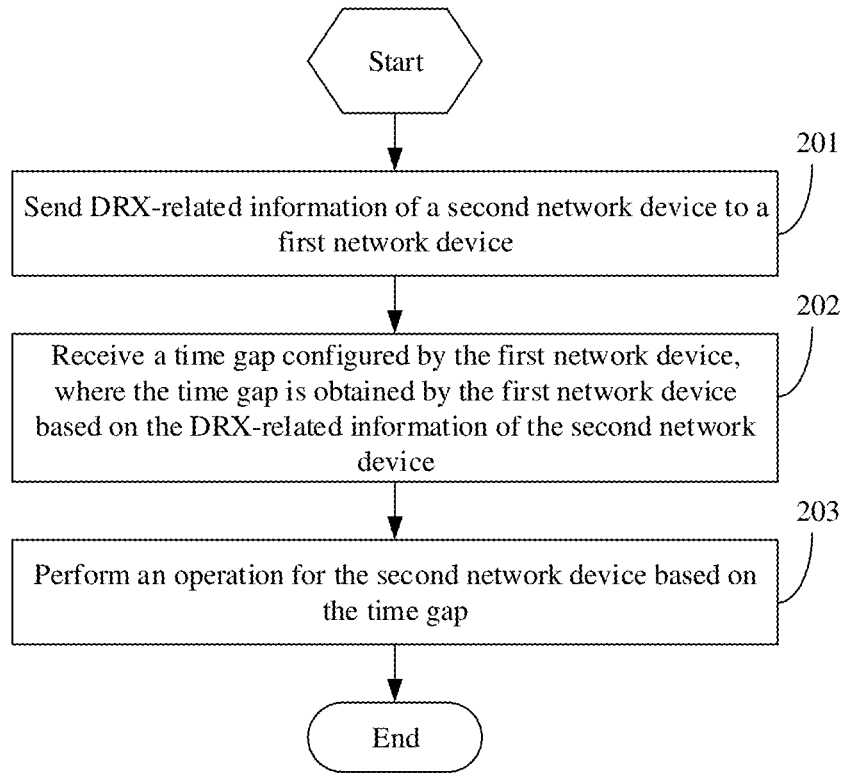 Start
201
Send DRX-related information of a second network device to a
first network device
202
Receive a time gap configured by the first network device,
where the time gap is obtained by the first network device
based on the DRX-related information of the second network
device
203
Perform an operation for the second network device based on
the time gap
End